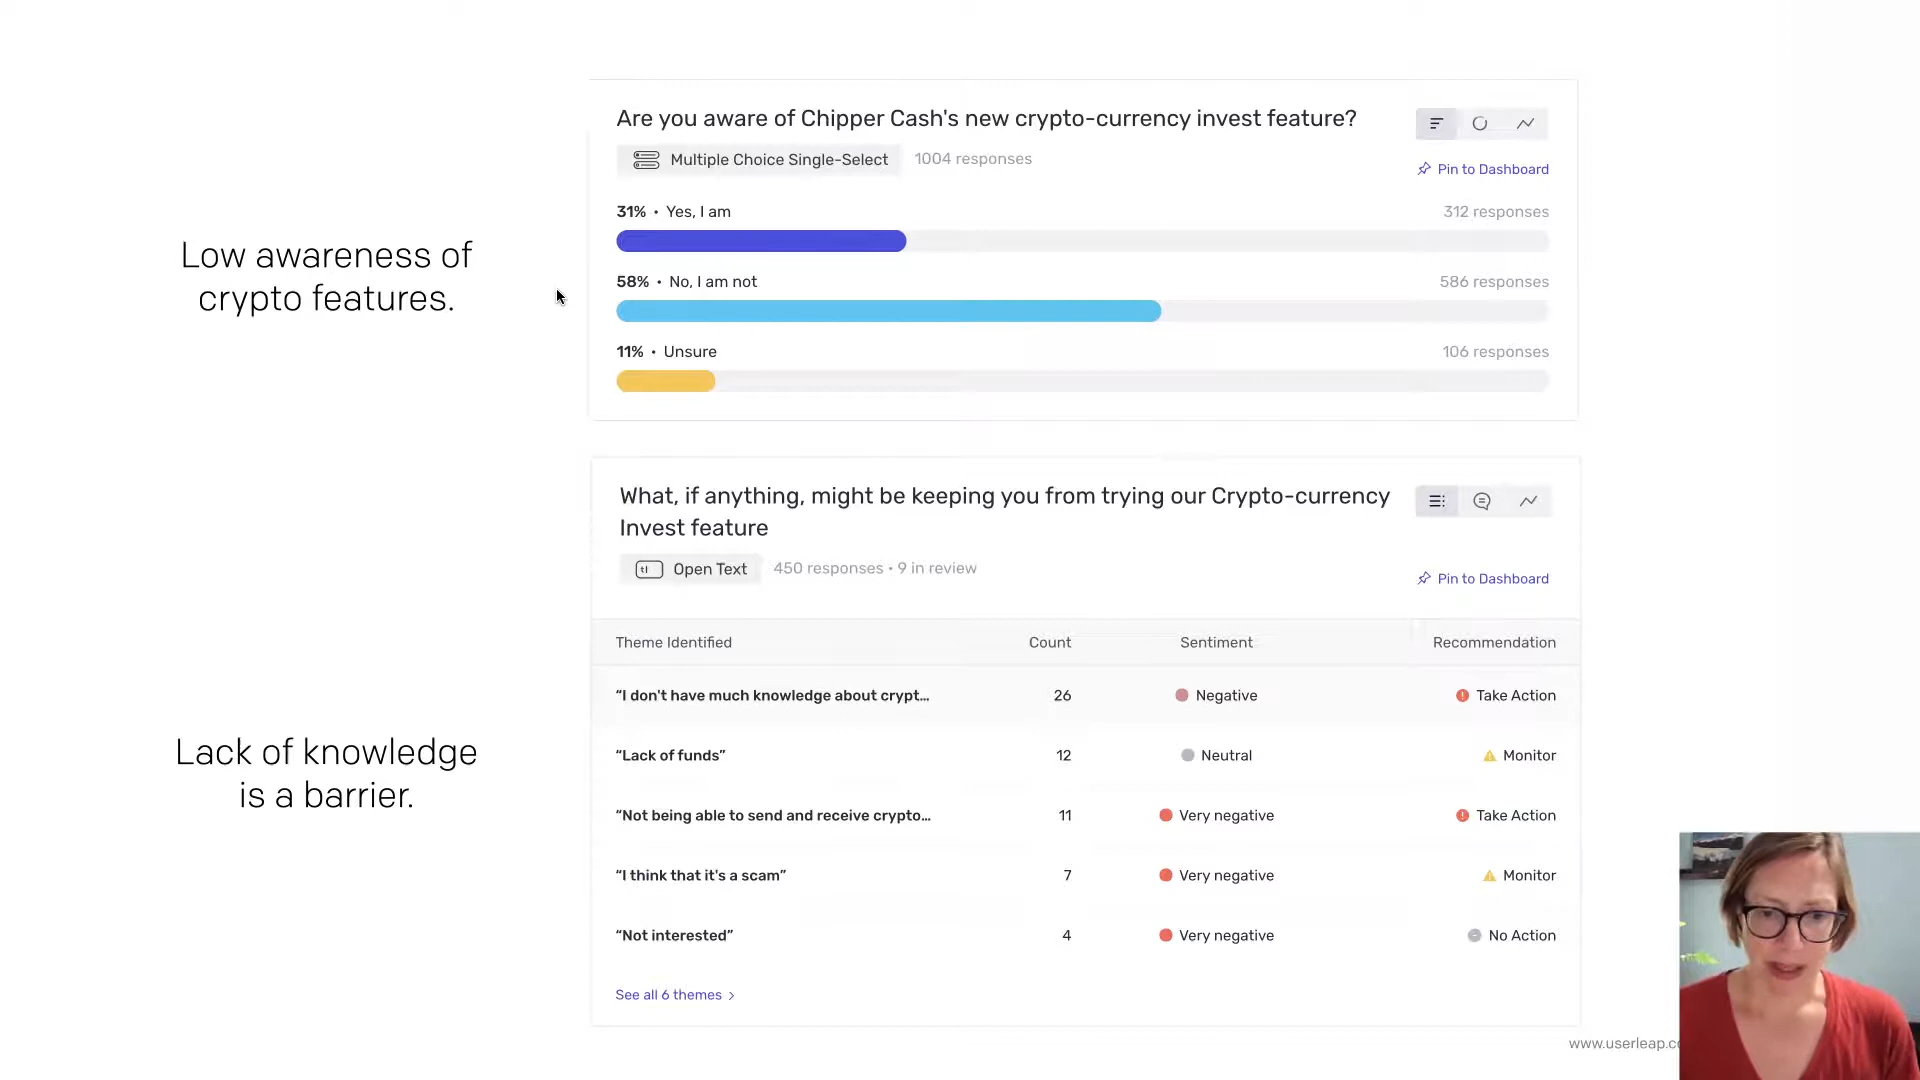 Low awareness of
crypto features.
Are you aware of Chipper Cash's new crypto-currency invest feature?
Multiple Choice Single-Select 1004 responses
Pin to Dashboard
31% • Yes, I am 312 responses
58% • No, I am not 586 responses
11% • Unsure 106 responses
Lack of knowledge
is a barrier.
What, if anything, might be keeping you from trying our Crypto-currency
Invest feature
Open Text 450 responses • 9 in review
Pin to Dashboard
Theme Identified Count Sentiment Recommendation
“I don't have much knowledge about crypt... 26 Negative Take Action
“Lack of funds” 12 Neutral Monitor
“Not being able to send and receive crypto... 11 Very negative Take Action
“I think that it's a scam” 7 Very negative Monitor
“Not interested” 4 Very negative No Action
See all 6 themes >
www.userleap.c